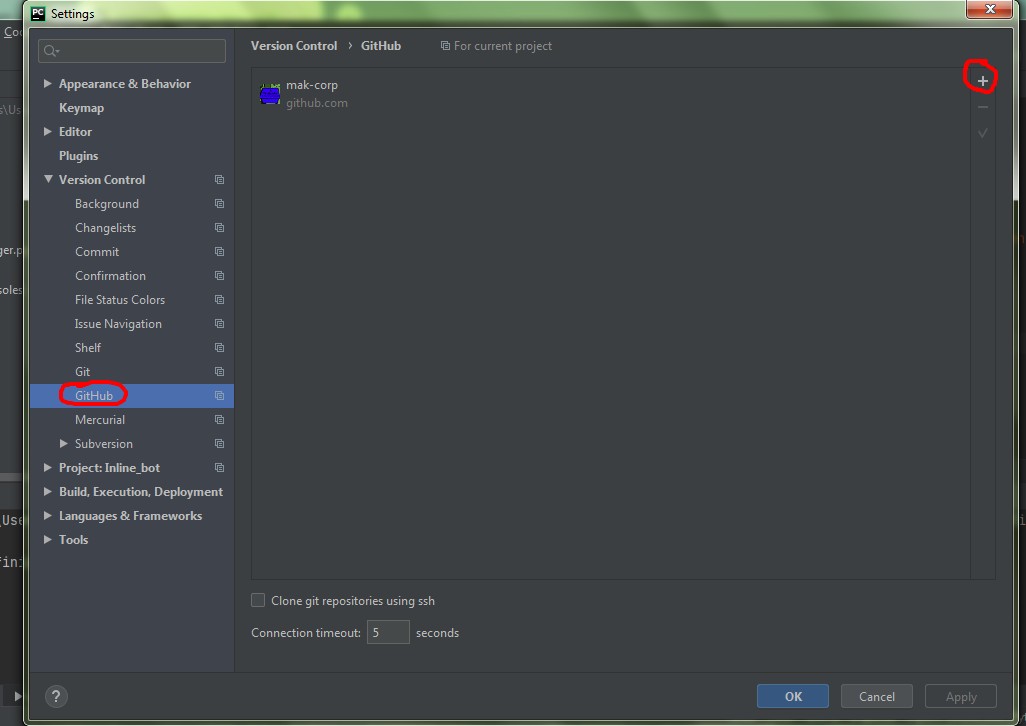 PC Settings
Version Control › GitHub For current project
Appearance & Behavior
Keymap
Editor
Plugins
Version Control
Background
Changelists
Commit
Confirmation
File Status Colors
Issue Navigation
Shelf
Git
GitHub
Mercurial
Subversion
Project: Inline_bot
Build, Execution, Deployment
Languages & Frameworks
Tools
mak-corp
github.com
Clone git repositories using ssh
Connection timeout: 5 seconds
?
OK
Cancel
Apply